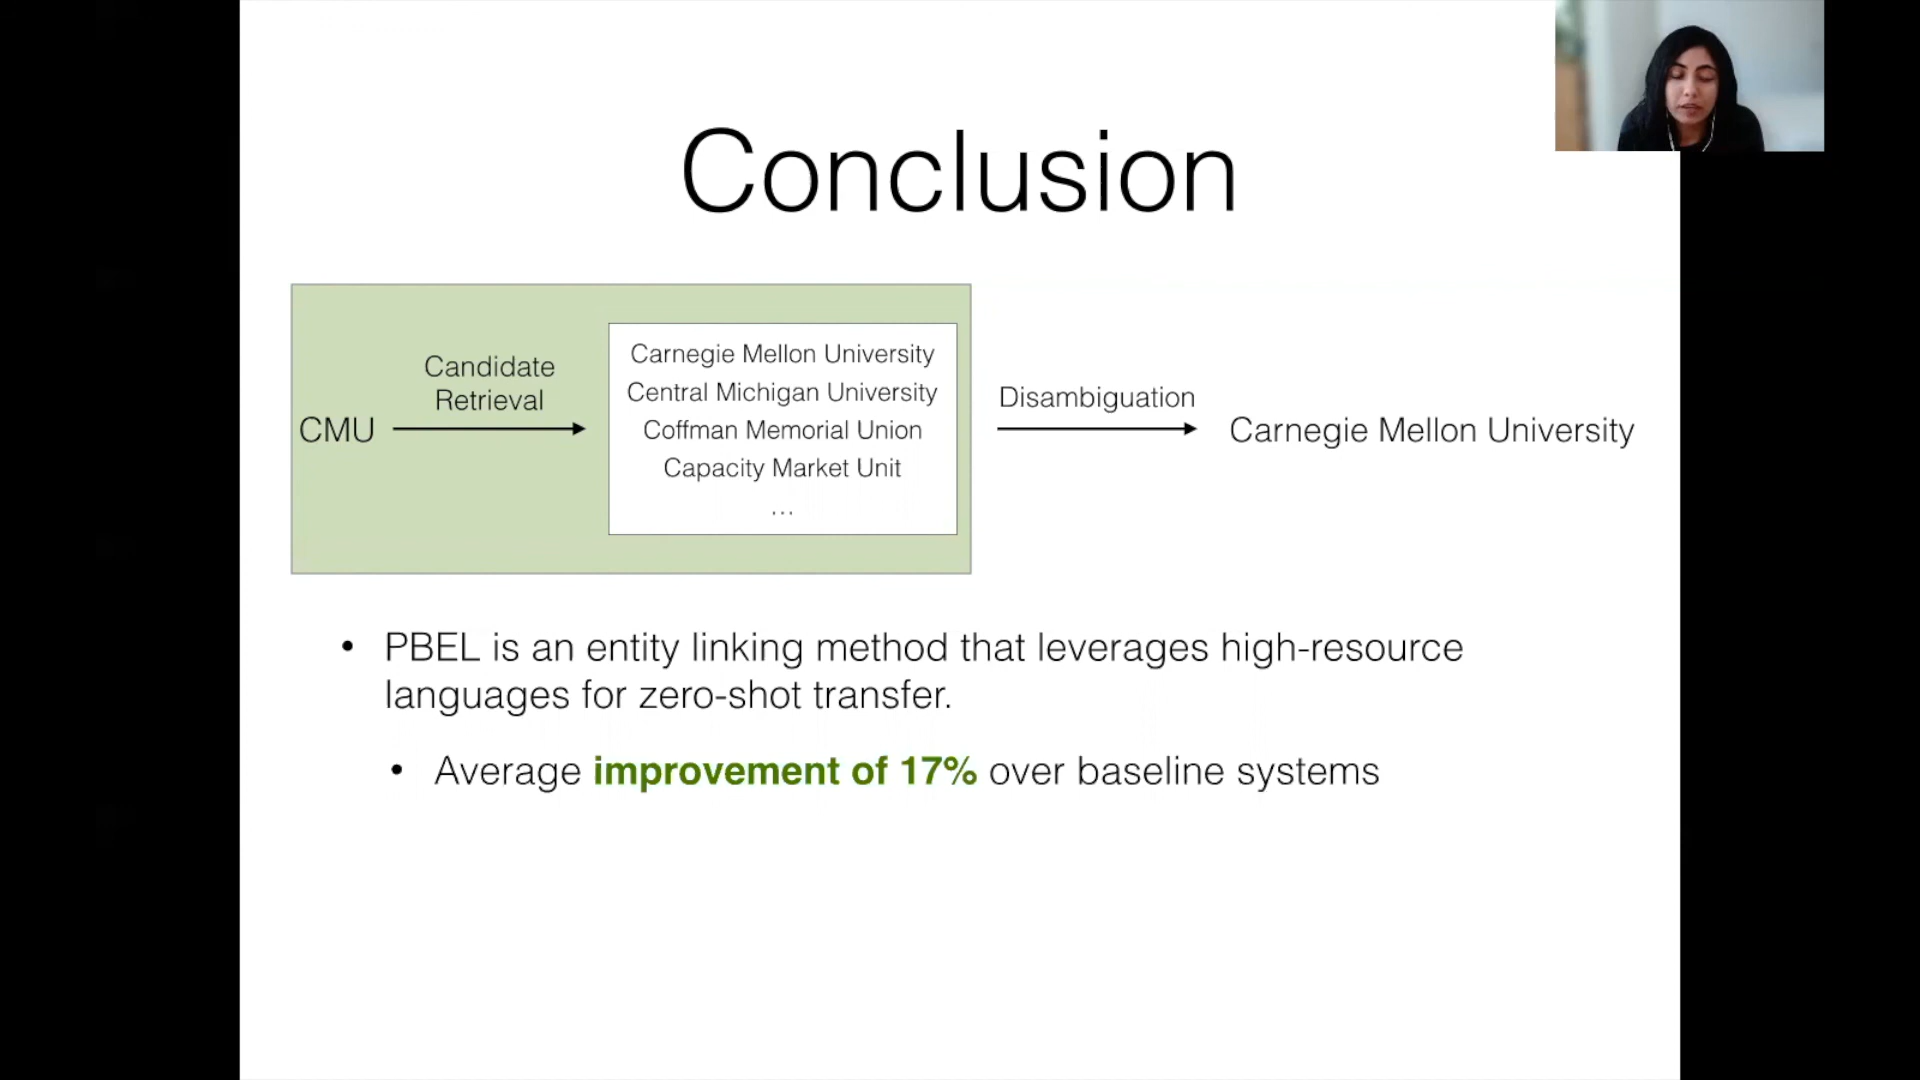 Conclusion
Candidate
Retrieval
CMU
Carnegie Mellon University
Central Michigan University
Coffman Memorial Union
Capacity Market Unit
...
Disambiguation
Carnegie Mellon University
• PBEL is an entity linking method that leverages high-resource
languages for zero-shot transfer.
• Average improvement of 17% over baseline systems